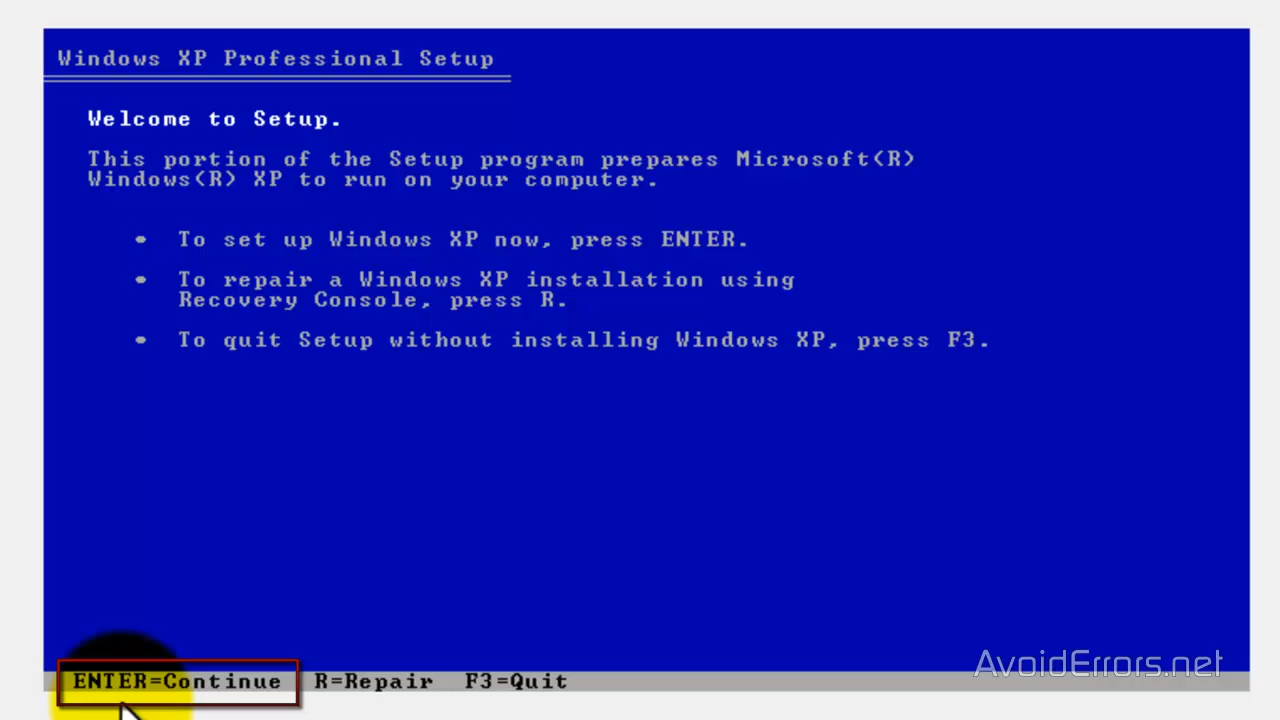 Windows XP Professional Setup
Welcome to Setup.
This portion of the Setup program prepares Microsoft(R)
Windows(R) XP to run on your computer.
• To set up Windows XP now, press ENTER.
• To repair a Windows XP installation using
Recovery Console, press R.
• To quit Setup without installing Windows XP, press F3.
AvoidErrors.net
ENTER=Continue R=Repair F3=Quit